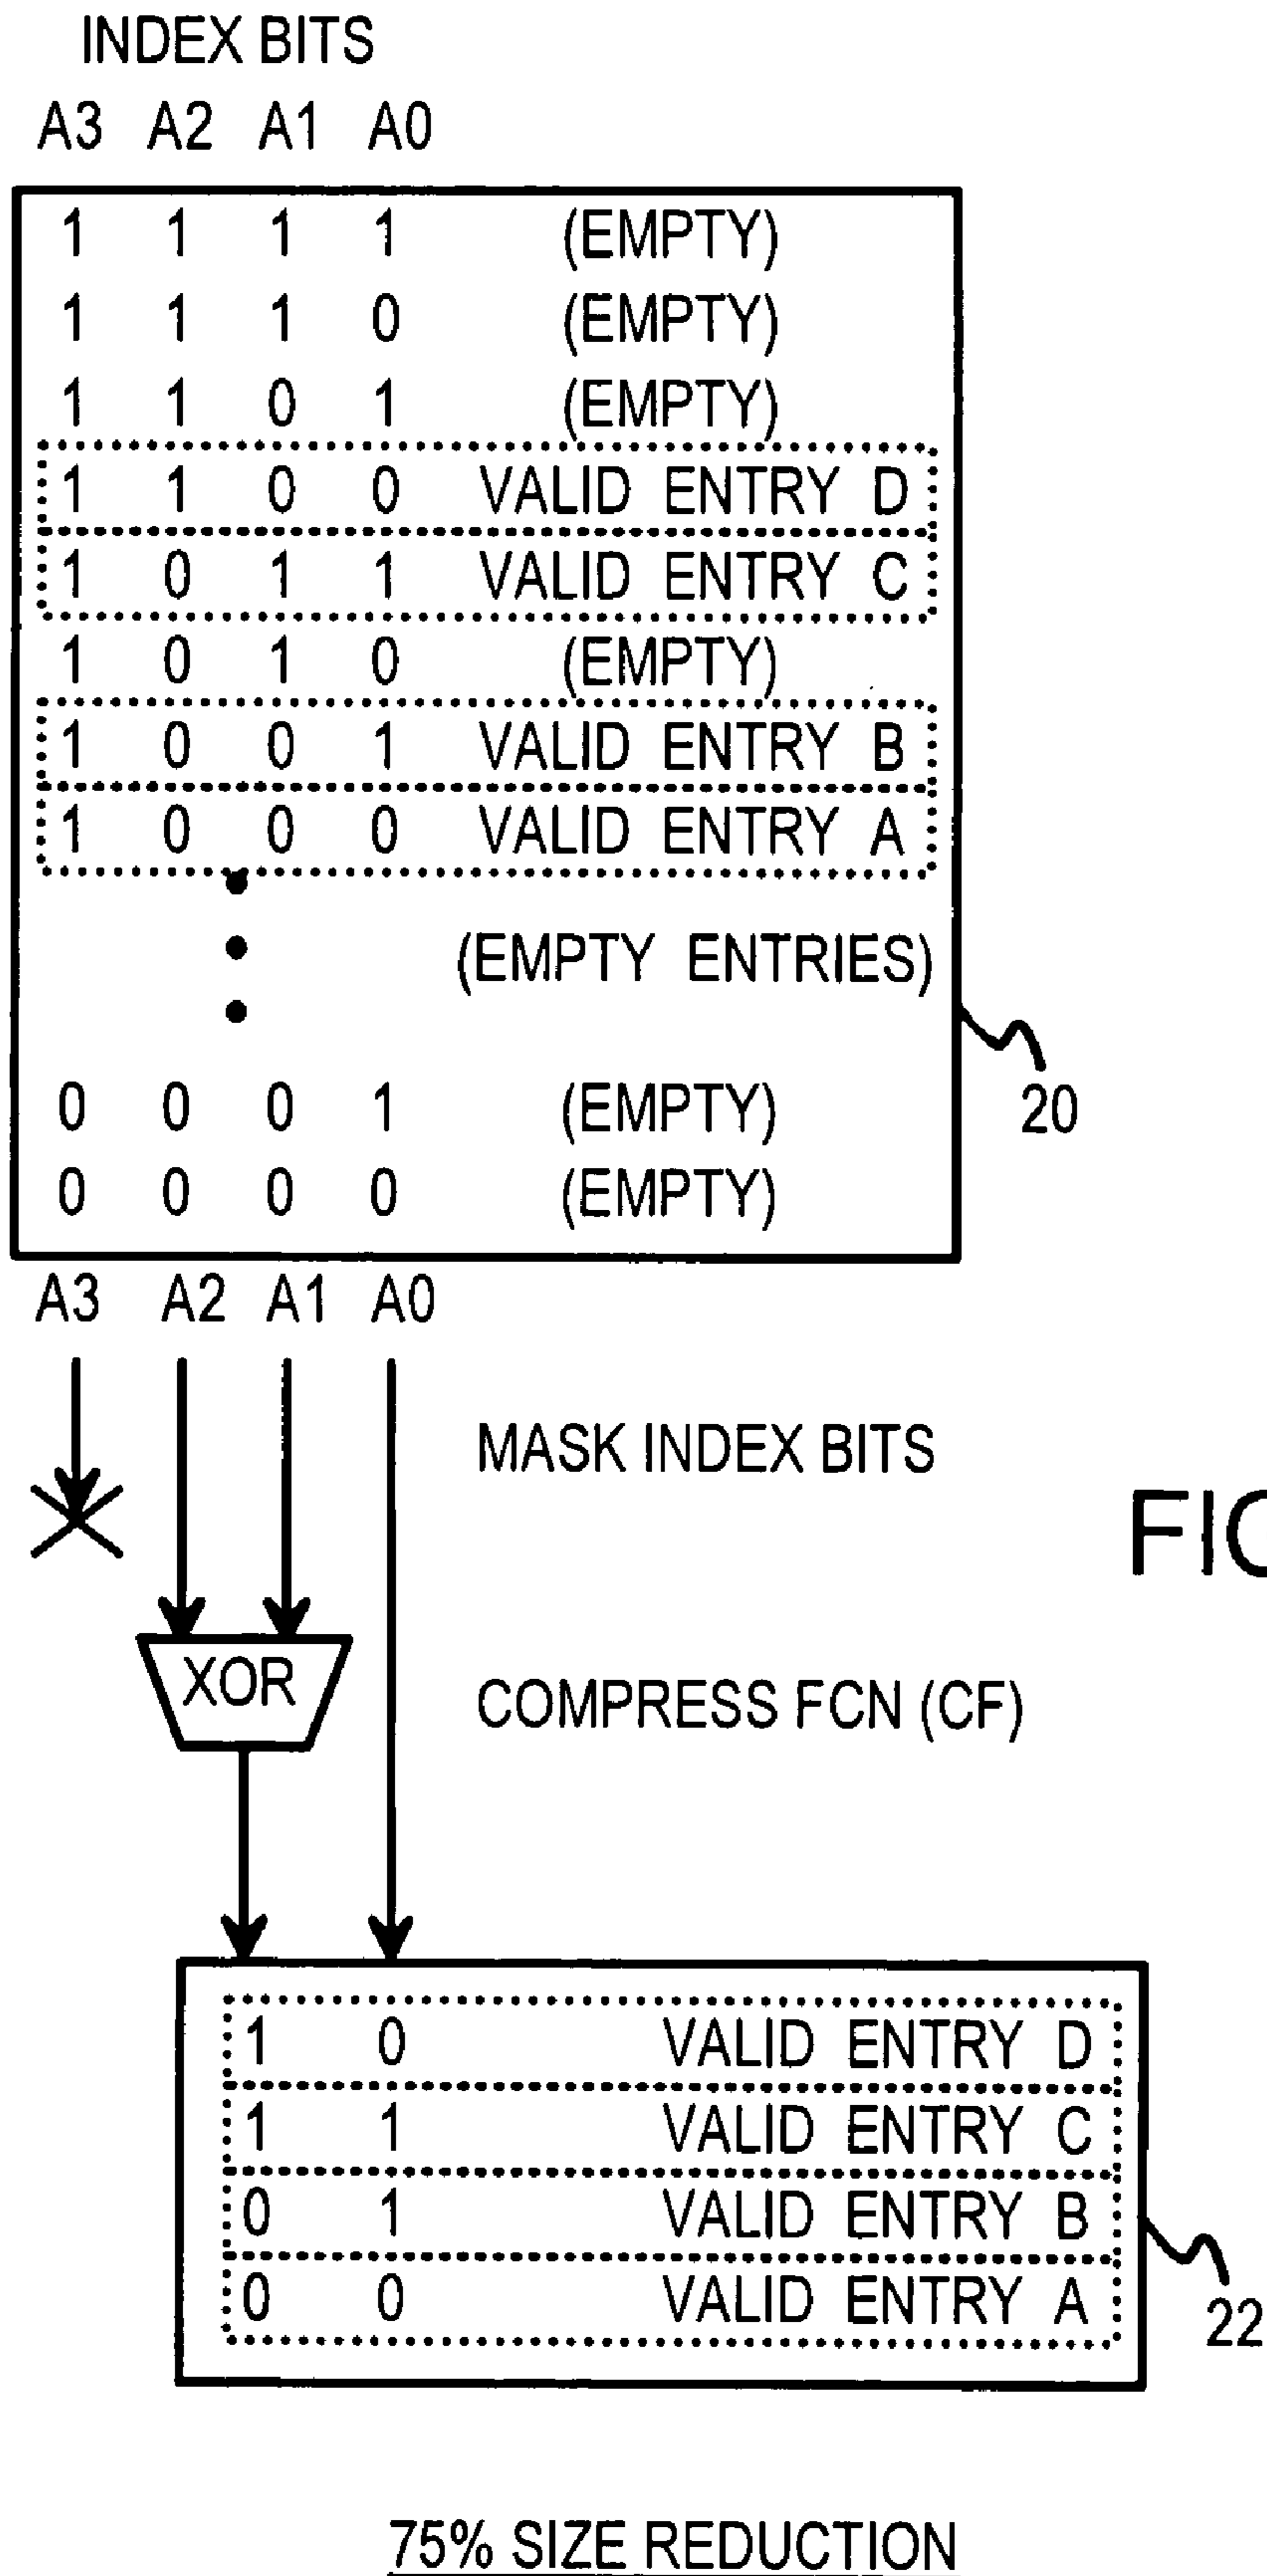 INDEX BITS
A3 A2 A1 A0
1 1 1 1 (EMPTY)
1 1 1 0 (EMPTY)
1 1 0 1 (EMPTY)
1 1 0 0 VALID ENTRY D
1 0 1 1 VALID ENTRY C
1 0 1 0 (EMPTY)
1 0 0 1 VALID ENTRY B
1 0 0 0 VALID ENTRY A
(EMPTY ENTRIES)
0 0 0 1 (EMPTY)
20
0 0 0 0 (EMPTY)
A3 A2 A1 A0
MASK INDEX BITS
XOR
COMPRESS FCN (CF)
1 0 VALID ENTRY D
1 1 VALID ENTRY C
0 1 VALID ENTRY B
0 0 VALID ENTRY A
22
75% SIZE REDUCTION